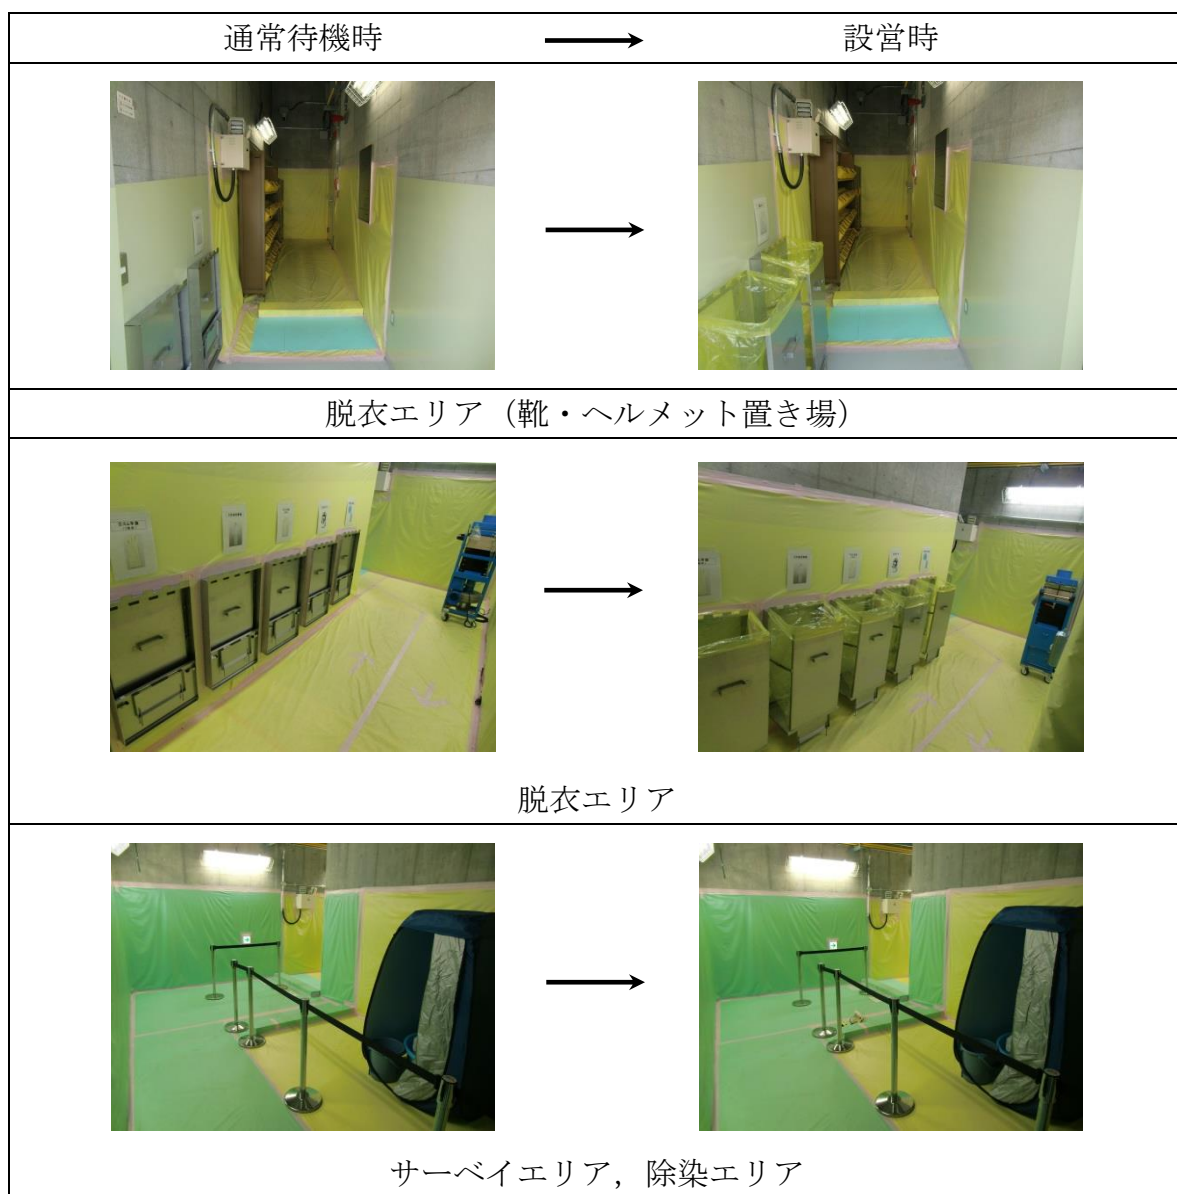 通常待機時
設営時
脱衣エリア（靴・ヘルメット置き場）
脱衣エリア
サーベイエリア，除染エリア